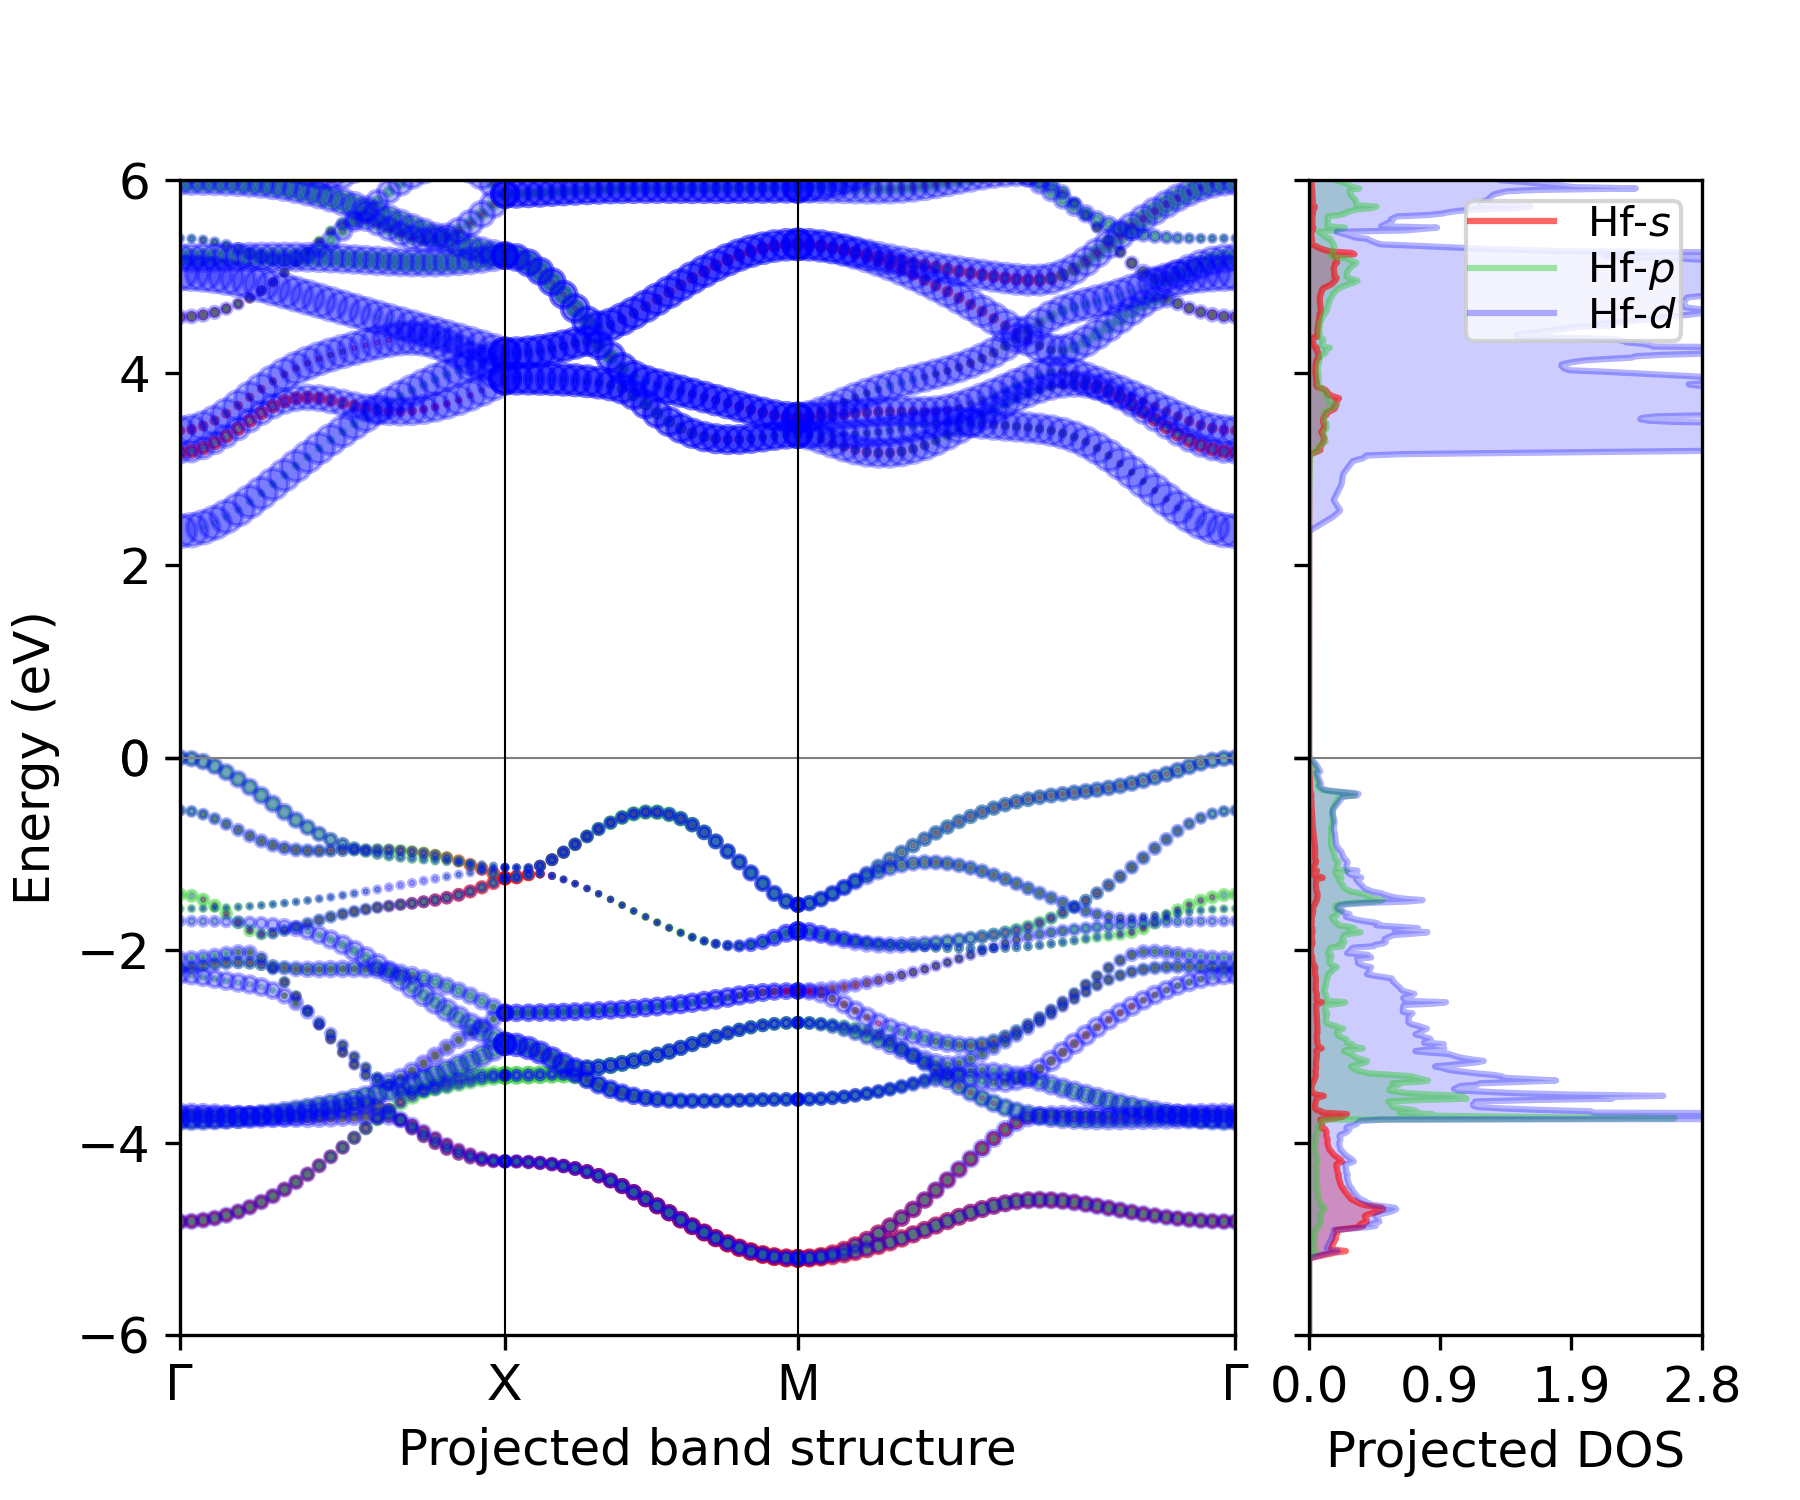 6
4
2
0
−2
−4
−6
Energy (eV)
Γ X M Γ
Projected band structure
Hf-s
Hf-p
Hf-d
0.0 0.9 1.9 2.8
Projected DOS